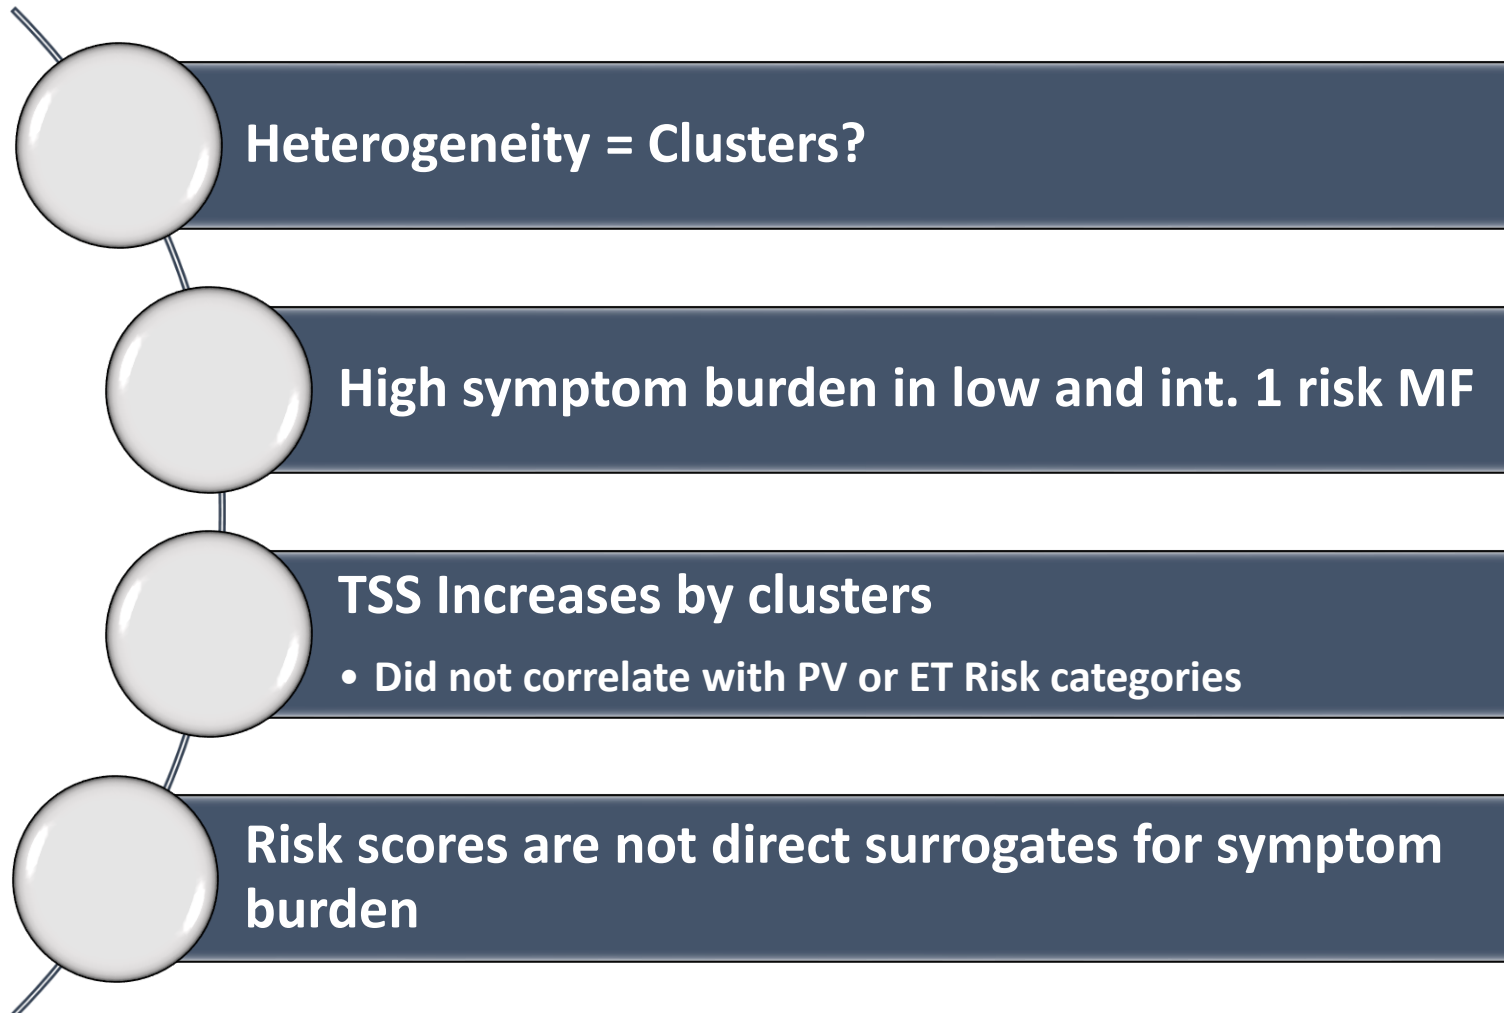 Heterogeneity = Clusters?
High symptom burden in low and int. 1 risk MF
TSS Increases by clusters
• Did not correlate with PV or ET Risk categories
Risk scores are not direct surrogates for symptom
burden